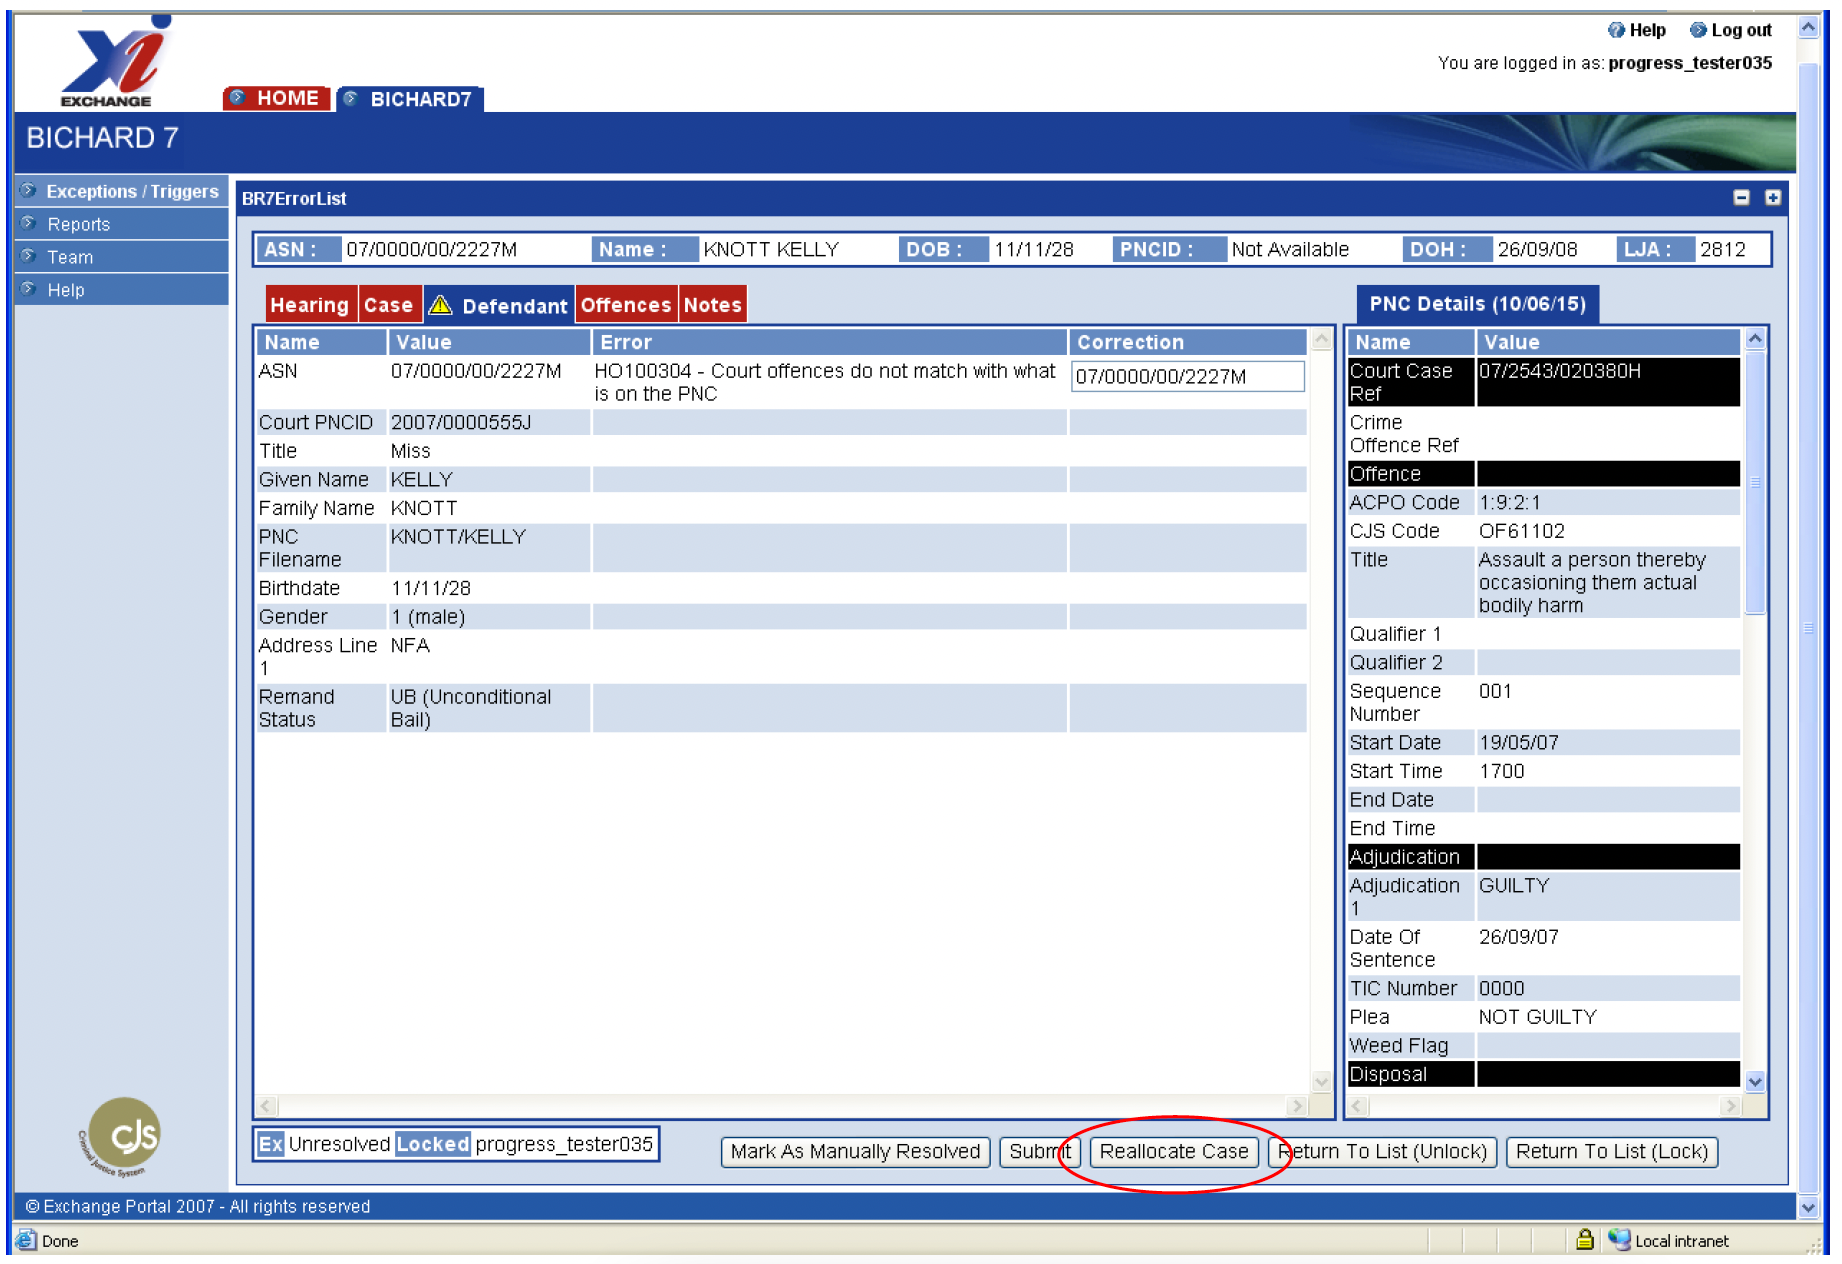 Help Log out
You are logged in as: progress_tester035
EXCHANGE
HOME BICHARD7
BICHARD 7
Exceptions / Triggers
Reports
Team
Help
BR7ErrorList
ASN : 07/0000/00/2227M Name : KNOTT KELLY DOB : 11/11/28 PNCID : Not Available DOH : 26/09/08 LJA : 2812
Hearing Case Defendant Offences Notes
Name Value Error Correction
ASN 07/0000/00/2227M HO100304 - Court offences do not match with what 07/0000/00/2227M
is on the PNC
Court PNCID 2007/0000555J
Title Miss
Given Name KELLY
Family Name KNOTT
PNC KNOTT/KELLY
Filename
Birthdate 11/11/28
Gender 1 (male)
Address Line NFA
1
Remand UB (Unconditional
Status Bail)
PNC Details (10/06/15)
Name Value
Court Case 07/2543/020380H
Ref
Crime
Offence Ref
Offence
ACPO Code 1:9:2:1
CJS Code OF61102
Title Assault a person thereby
occasioning them actual
bodily harm
Qualifier 1
Qualifier 2
Sequence 001
Number
Start Date 19/05/07
Start Time 1700
End Date
End Time
Adjudication
Adjudication GUILTY
1
Date Of 26/09/07
Sentence
TIC Number 0000
Plea NOT GUILTY
Weed Flag
Disposal
cjs
Criminal Justice System
Ex Unresolved Locked progress_tester035
Mark As Manually Resolved Submit Reallocate Case Return To List (Unlock) Return To List (Lock)
© Exchange Portal 2007 - All rights reserved
Done Local intranet